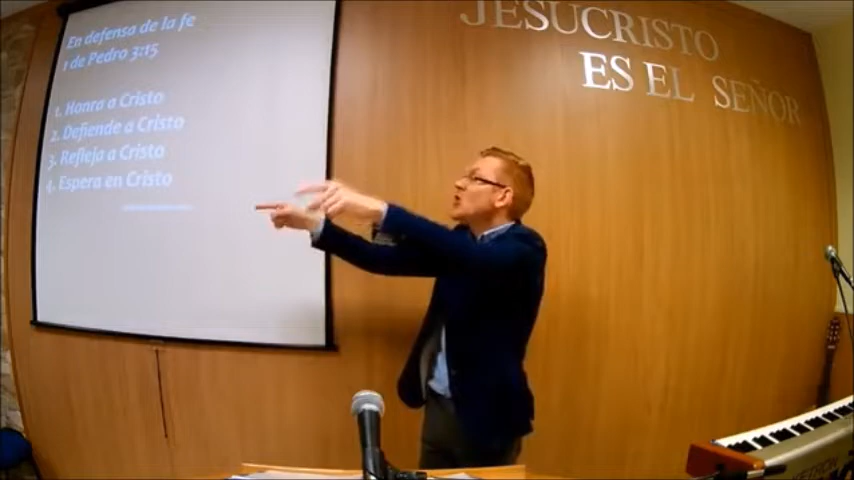 En defensa de la fe
1 de Pedro 3:15
1. Honra a Cristo
2. Defiende a Cristo
3. Refleja a Cristo
4. Espera en Cristo
JESUCRISTO
ES EL SEÑOR